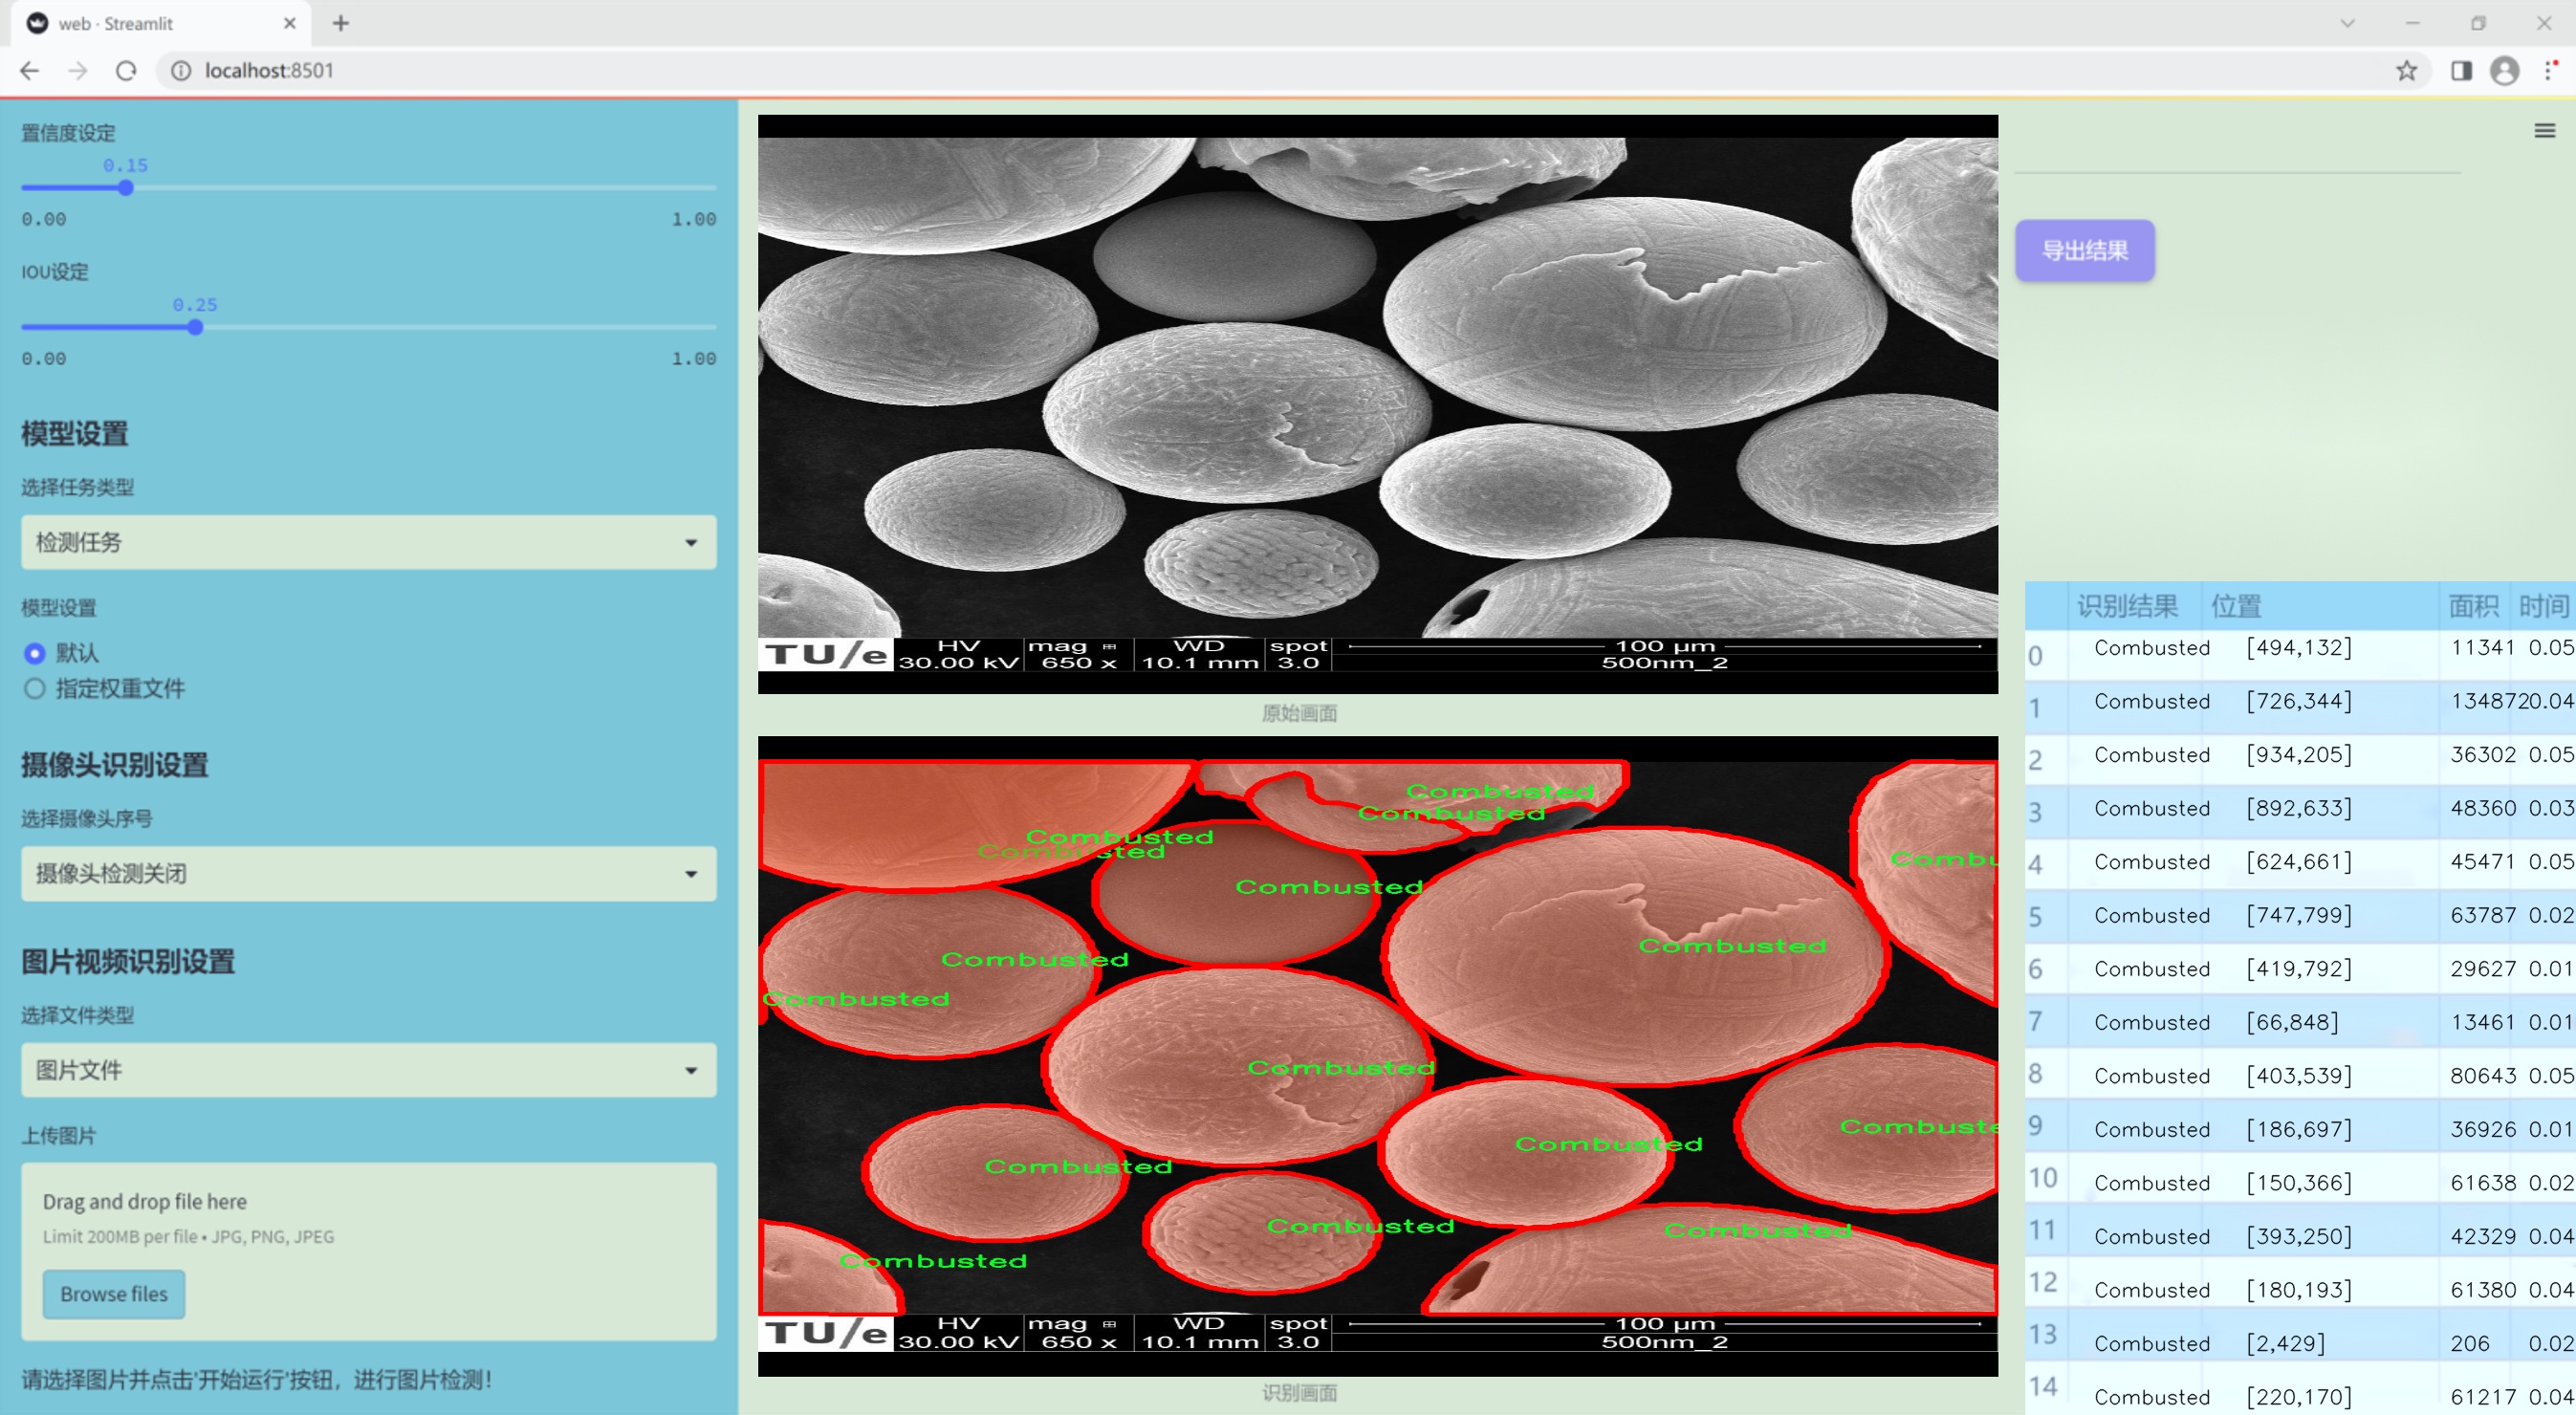 web · Streamlit
localhost:8501
置信度设定
0.15
0.00 1.00
IOU设定
0.25
0.00 1.00
模型设置
选择任务类型
检测任务
模型设置
默认
指定权重文件
摄像头识别设置
选择摄像头序号
摄像头检测关闭
图片视频识别设置
选择文件类型
图片文件
上传图片
Drag and drop file here
Limit 200MB per file • JPG, PNG, JPEG
Browse files
请选择图片并点击'开始运行'按钮，进行图片检测！
TU/e HV mag WD spot 100 µm
30.00 kV 650 x 10.1 mm 3.0 500nm_2
原始画面
Combusted
Combusted
Combusted
Combusted
Combu
Combusted
Combusted
Combusted
Combusted
Combusted
Combuste
Combusted
Combusted
Combusted
Combusted
Combusted
TU/e HV mag WD spot 100 µm
30.00 kV 650 x 10.1 mm 3.0 500nm_2
识别画面
导出结果
识别结果 位置 面积 时间
0 Combusted [494,132] 11341 0.05
1 Combusted [726,344] 1348720.04
2 Combusted [934,205] 36302 0.05
3 Combusted [892,633] 48360 0.03
4 Combusted [624,661] 45471 0.05
5 Combusted [747,799] 63787 0.02
6 Combusted [419,792] 29627 0.01
7 Combusted [66,848] 13461 0.01
8 Combusted [403,539] 80643 0.05
9 Combusted [186,697] 36926 0.01
10 Combusted [150,366] 61638 0.02
11 Combusted [393,250] 42329 0.04
12 Combusted [180,193] 61380 0.04
13 Combusted [2,429] 206 0.02
14 Combusted [220,170] 61217 0.04